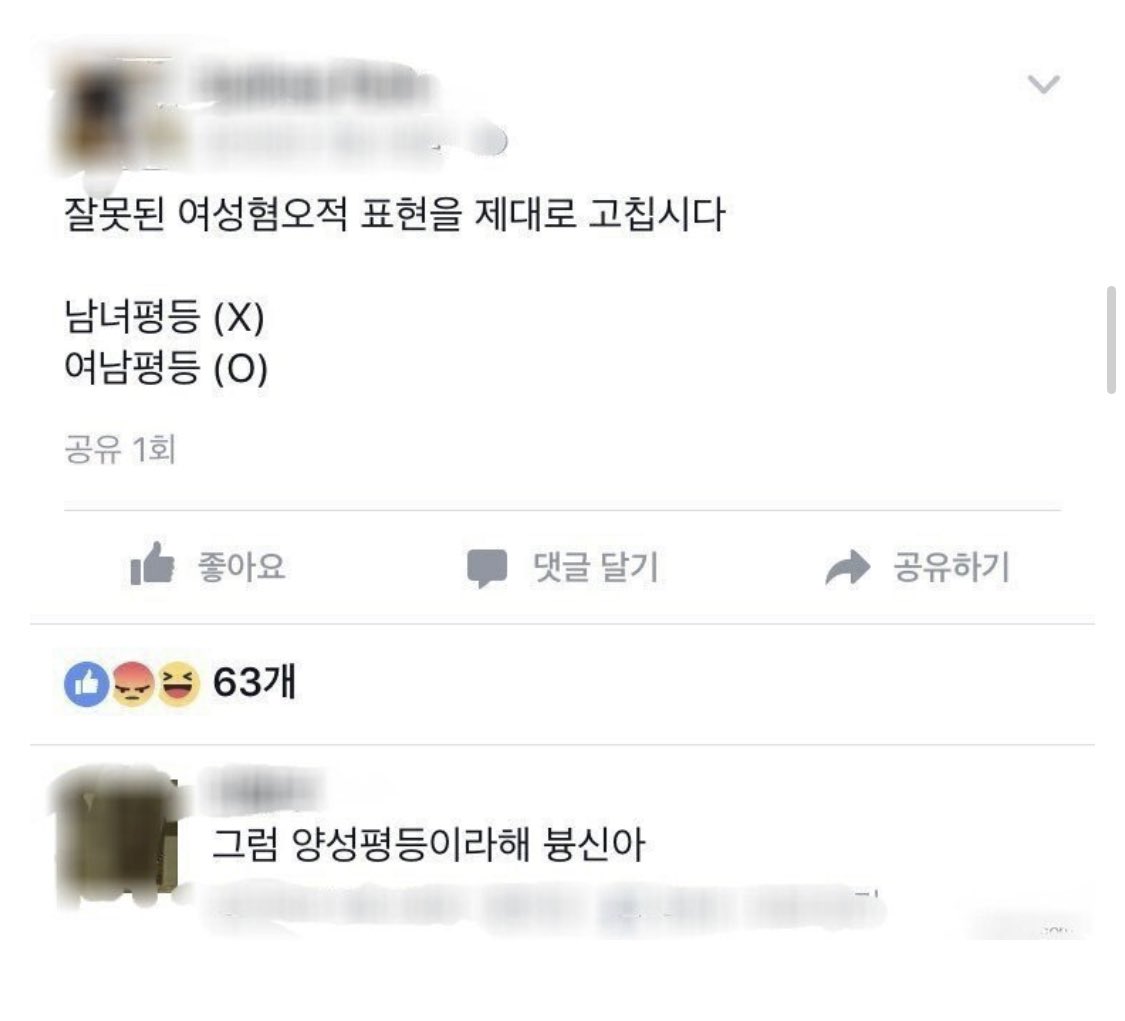 잘못된 여성혐오적 표현을 제대로 고칩시다
남녀평등 (X)
여남평등 (O)
공유 1회
좋아요 댓글 달기 공유하기
63개
그럼 양성평등이라해 븅신아